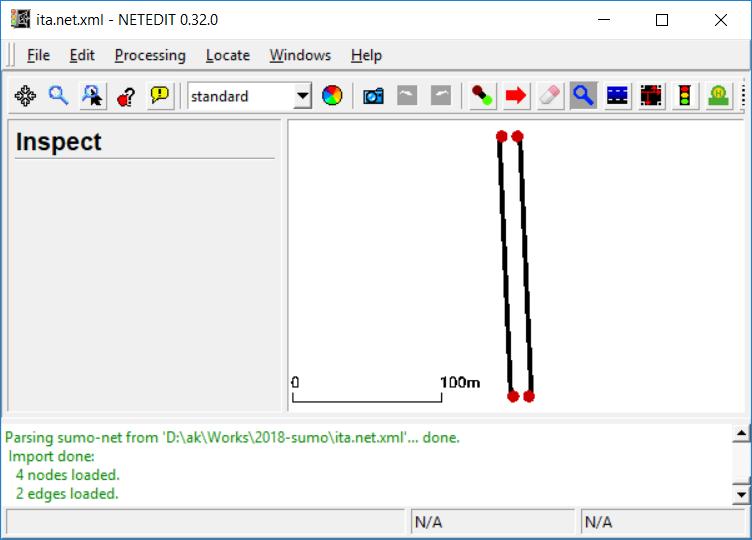 ita.net.xml - NETEDIT 0.32.0
File Edit Processing Locate Windows Help
standard
Inspect
0 100m
Parsing sumo-net from 'D:\ak\Works\2018-sumo\ita.net.xml'... done.
Import done:
4 nodes loaded.
2 edges loaded.
N/A N/A